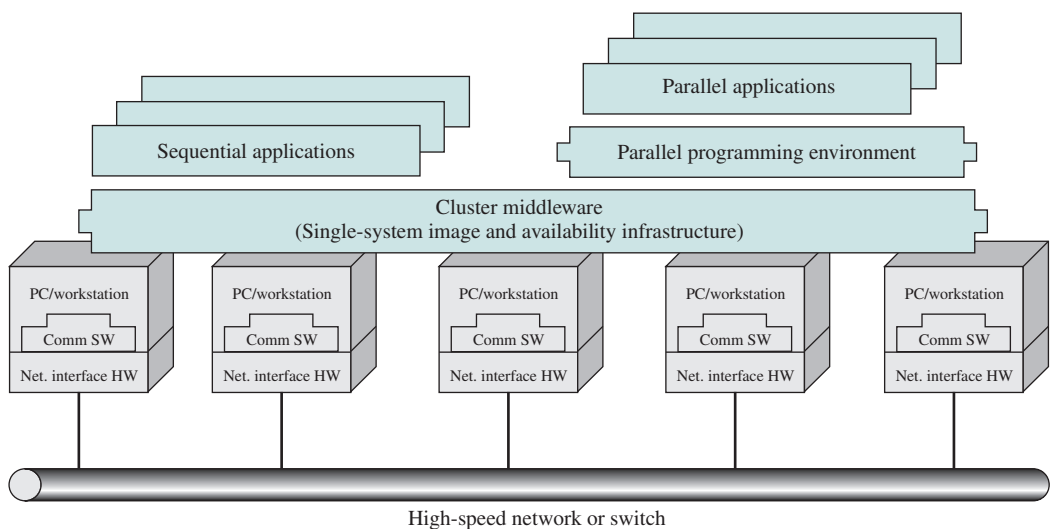 Parallel applications
Sequential applications
Parallel programming environment
Cluster middleware
(Single-system image and availability infrastructure)
PC/workstation
Comm SW
Net. interface HW
PC/workstation
Comm SW
Net. interface HW
PC/workstation
Comm SW
Net. interface HW
PC/workstation
Comm SW
Net. interface HW
PC/workstation
Comm SW
Net. interface HW
High-speed network or switch